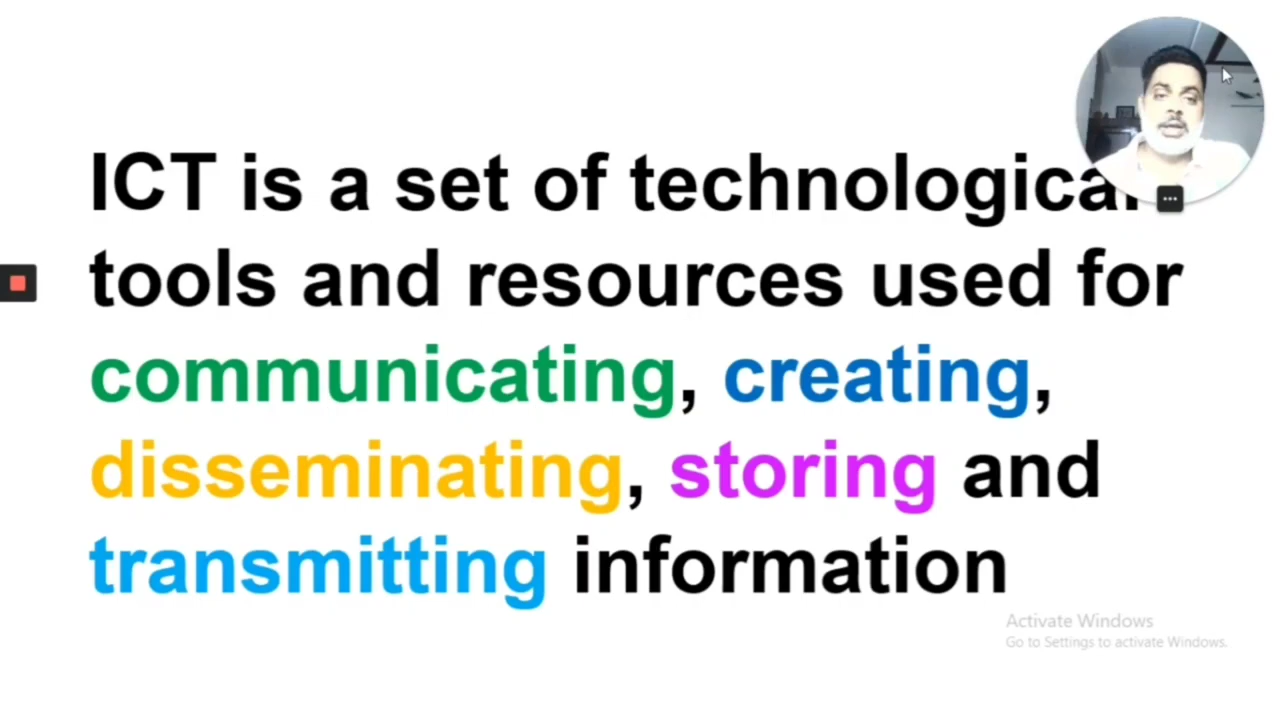 ICT is a set of technological
tools and resources used for
communicating, creating,
disseminating, storing and
transmitting information
Activate Windows
Go to Settings to activate Windows.